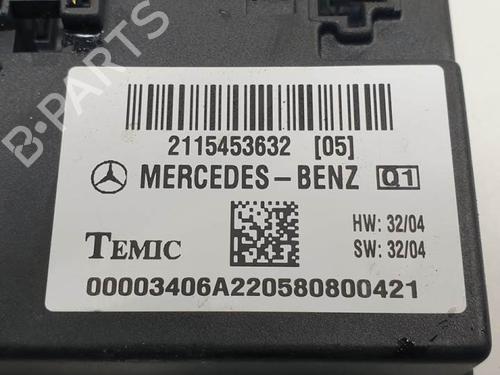 B-PARTS
2115453632 [05]
MERCEDES-BENZ Q1
HW: 32/04
TEMIC
SW: 32/04
00003406A220580800421